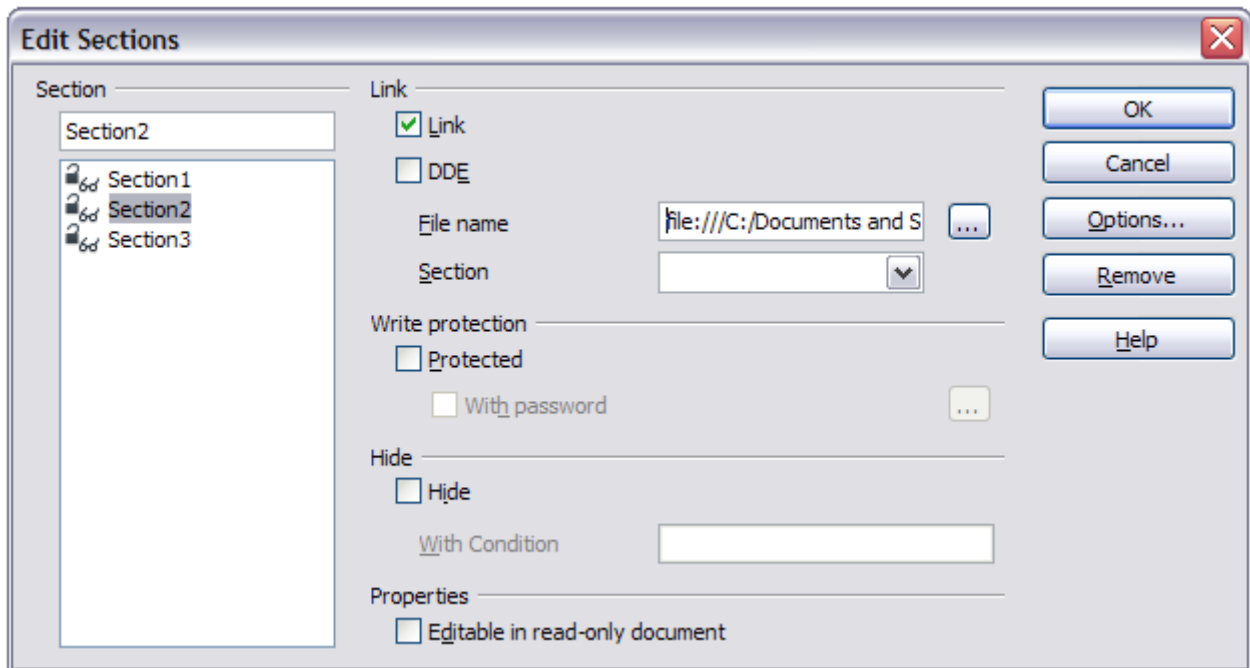 Edit Sections
Section
Section2
Section1
Section2
Section3
Link
Link
DDE
File name
file:///C:/Documents and S
...
Section
Write protection
Protected
With password
...
Hide
Hide
With Condition
Properties
Editable in read-only document
OK
Cancel
Options...
Remove
Help